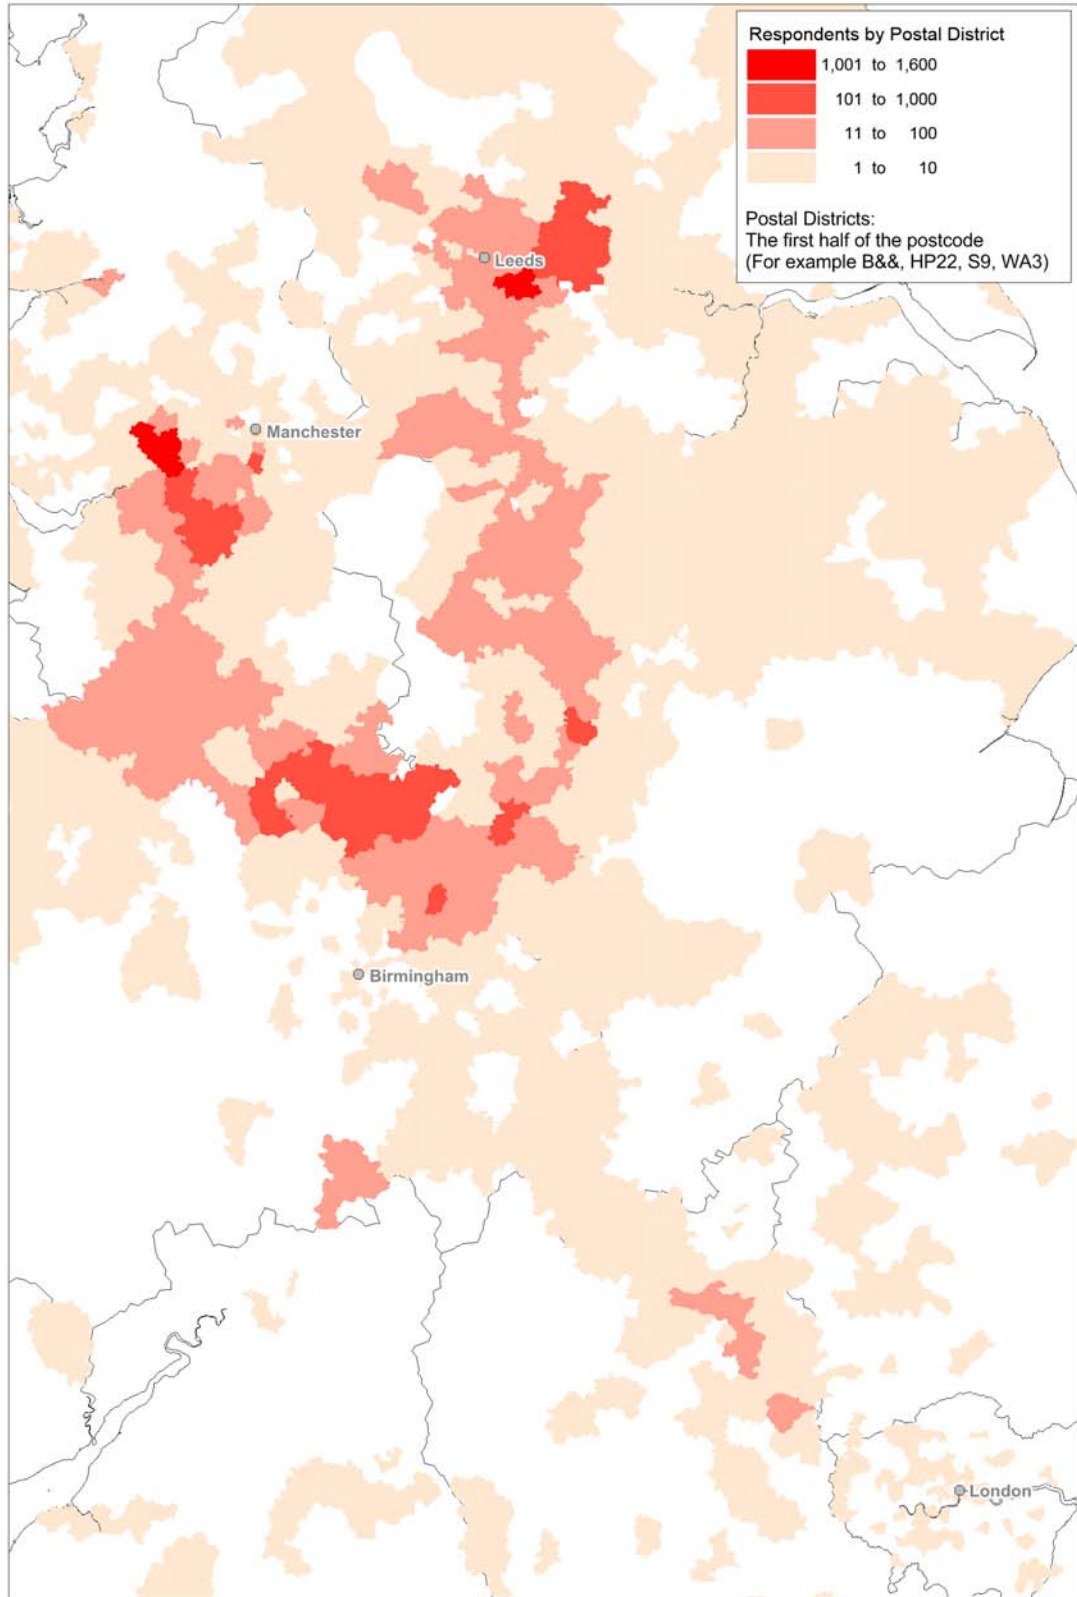 Respondents by Postal District
1,001 to 1,600
101 to 1,000
11 to 100
1 to 10
Postal Districts:
The first half of the postcode
(For example B&&, HP22, S9, WA3)
Leeds
Manchester
Birmingham
London